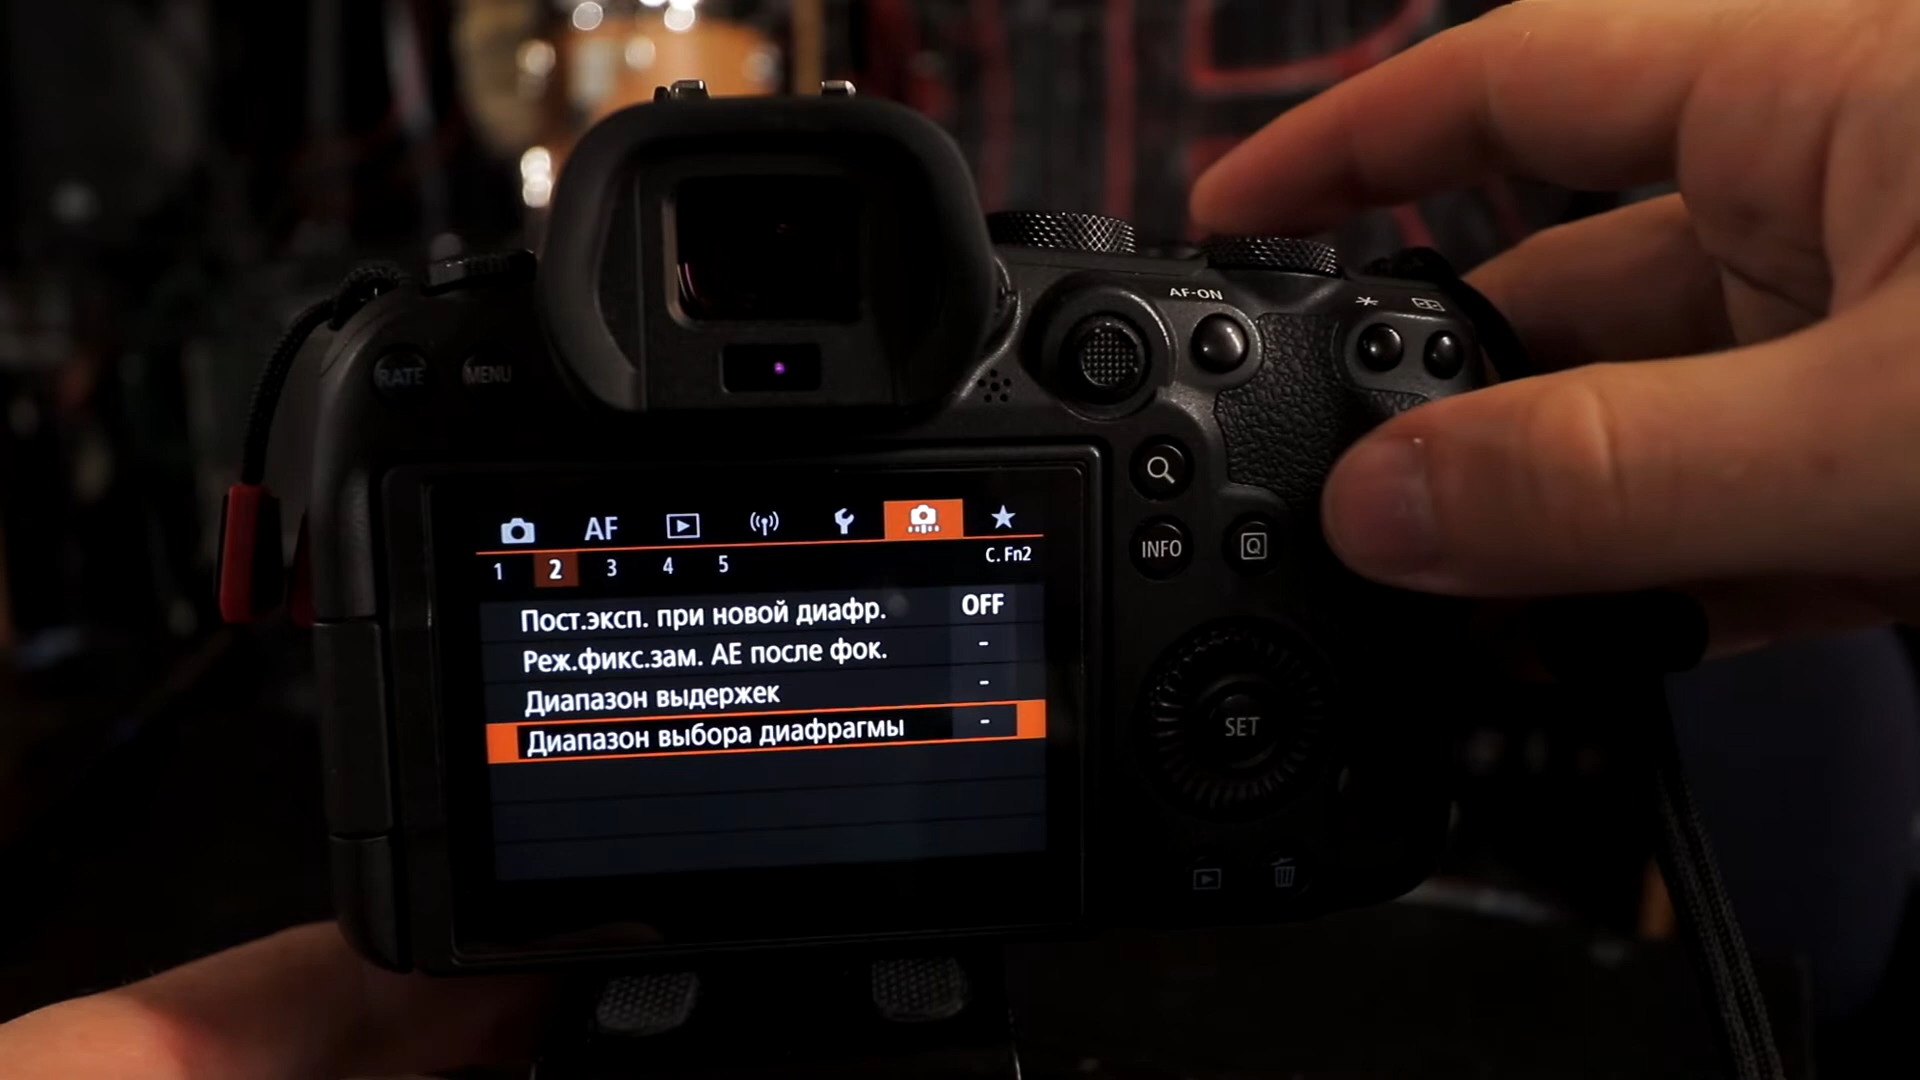 AF-ON
RATE
MENU
AF
1 2 3 4 5
C.Fn2
Пост.эксп. при новой диафр. OFF
Реж.фикс.зам. AE после фок. -
Диапазон выдержек -
Диапазон выбора диафрагмы -
INFO
Q
SET